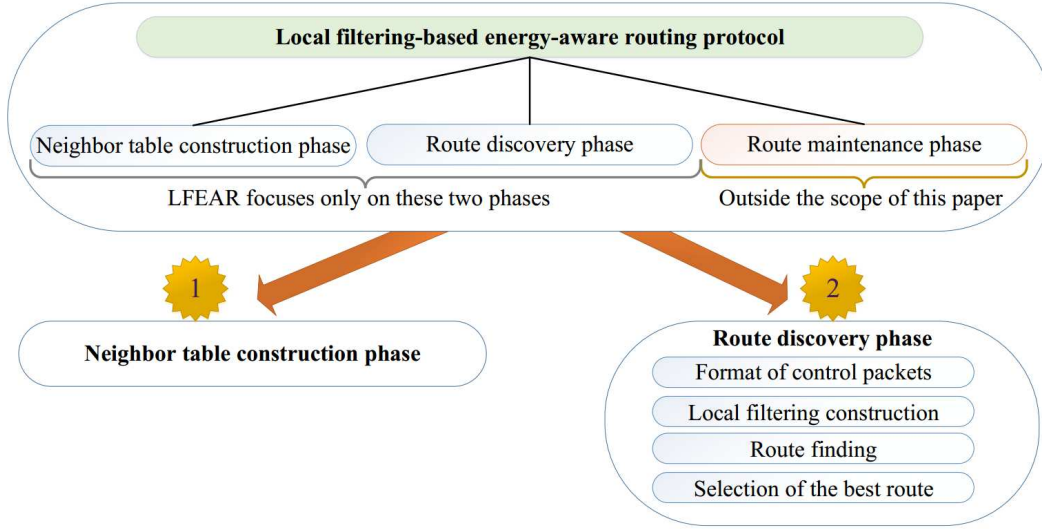 Local filtering-based energy-aware routing protocol
Neighbor table construction phase
Route discovery phase
Route maintenance phase
LFEAR focuses only on these two phases
Outside the scope of this paper
1
2
Neighbor table construction phase
Route discovery phase
Format of control packets
Local filtering construction
Route finding
Selection of the best route